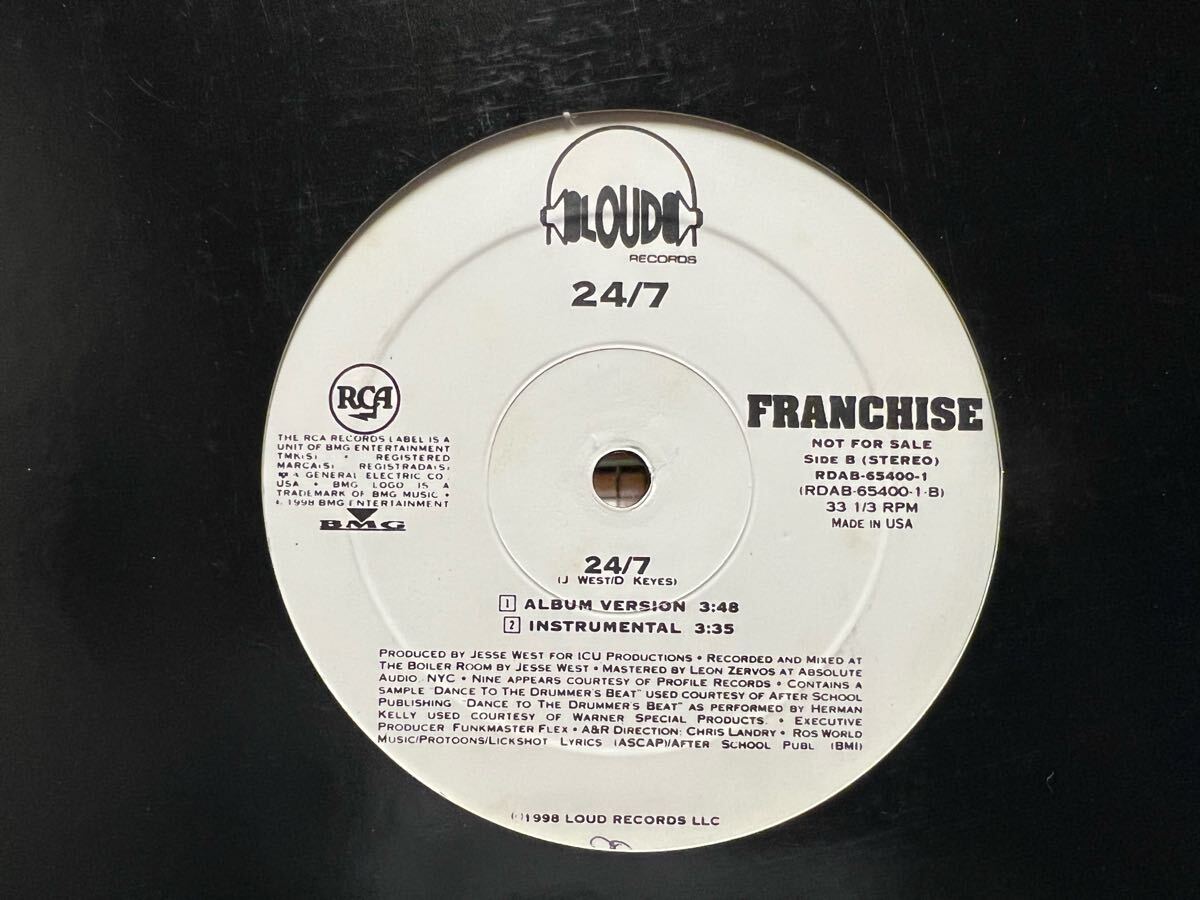 LOUD
RECORDS
24/7
RCA
THE RCA RECORDS LABEL IS A
UNIT OF BMG ENTERTAINMENT
TMK(S) • REGISTERED
MARCA(S) REGISTRADA(S)
GENERAL ELECTRIC CO.
USA • BMG LOGO IS A
TRADEMARK OF BMG MUSIC •
1998 BMG ENTERTAINMENT
BMG
FRANCHISE
NOT FOR SALE
SIDE B (STEREO)
RDAB-65400-1
(RDAB-65400-1-B)
33 1/3 RPM
MADE IN USA
24/7
(J WEST/D KEYES)
1 ALBUM VERSION 3:48
2 INSTRUMENTAL 3:35
PRODUCED BY JESSE WEST FOR ICU PRODUCTIONS • RECORDED AND MIXED AT
THE BOILER ROOM BY JESSE WEST • MASTERED BY LEON ZERVOS AT ABSOLUTE
AUDIO, NYC • NINE APPEARS COURTESY OF PROFILE RECORDS • CONTAINS A
SAMPLE "DANCE TO THE DRUMMER'S BEAT" USED COURTESY OF AFTER SCHOOL
PUBLISHING "DANCE TO THE DRUMMER'S BEAT" AS PERFORMED BY HERMAN
KELLY USED COURTESY OF WARNER SPECIAL PRODUCTS. • EXECUTIVE
PRODUCER FUNKMASTER FLEX • A&R DIRECTION: CHRIS LANDRY • ROS WORLD
MUSIC/PROTOONS/LICKSHOT LYRICS (ASCAP)/AFTER SCHOOL PUBL (BMI)
1998 LOUD RECORDS LLC